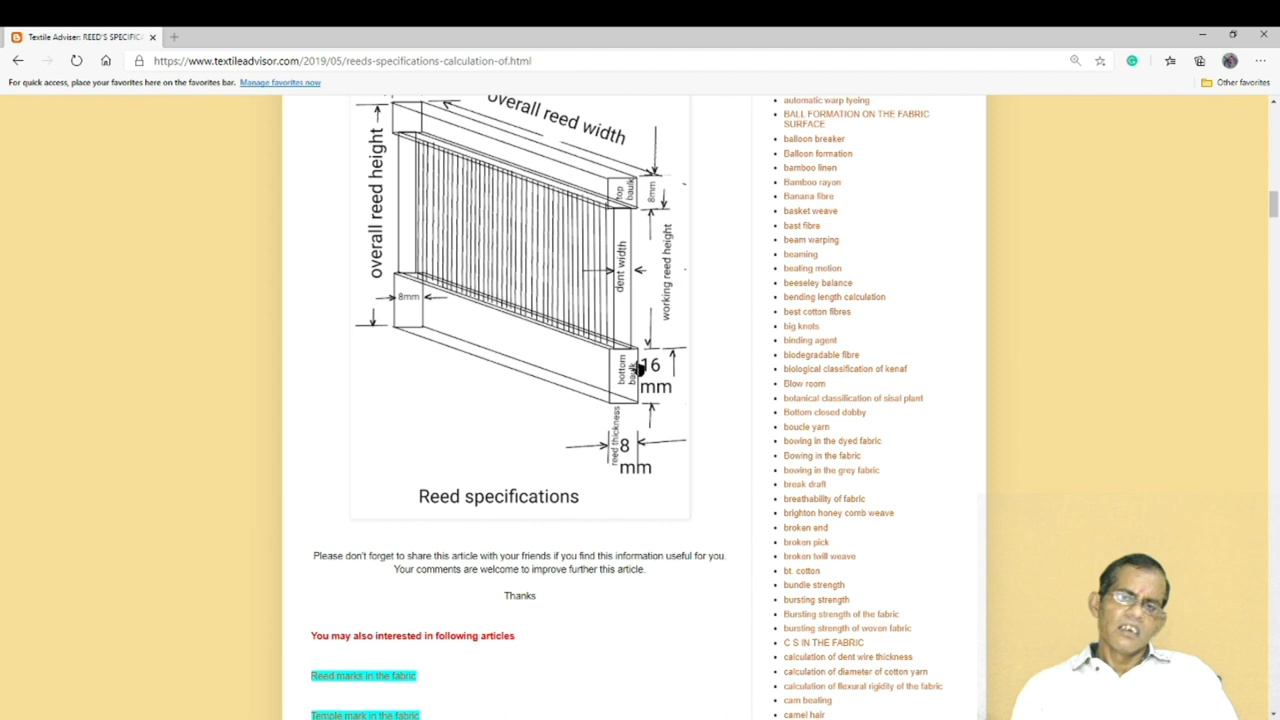 Textile Adviser: REED'S SPECIFIC
https://www.textileadvisor.com/2019/05/reeds-specifications-calculation-of.html
For quick access, place your favorites here on the favorites bar. Manage favorites now
Other favorites
overall reed width
overall reed height
top
baulk
8mm
dent width
working reed height
8mm
bottom
16
mm
reed thickness
8
mm
Reed specifications
Please don't forget to share this article with your friends if you find this information useful for you.
Your comments are welcome to improve further this article.
Thanks
You may also interested in following articles
Reed marks in the fabric
Temple mark in the fabric
automatic warp tyeing
BALL FORMATION ON THE FABRIC
SURFACE
balloon breaker
Balloon formation
bamboo linen
Bamboo rayon
Banana fibre
basket weave
bast fibre
beam warping
beaming
beating motion
beeseley balance
bending length calculation
best cotton fibres
big knots
binding agent
biodegradable fibre
biological classification of kenaf
Blow room
botanical classification of sisal plant
Bottom closed dobby
boucle yarn
bowing in the dyed fabric
Bowing in the fabric
bowing in the grey fabric
break draft
breathability of fabric
brighton honey comb weave
broken end
broken pick
broken twill weave
bt. cotton
bundle strength
bursting strength
Bursting strength of the fabric
bursting strength of woven fabric
C S IN THE FABRIC
calculation of dent wire thickness
calculation of diameter of cotton yarn
calculation of flexural rigidity of the fabric
cam beating
camel hair